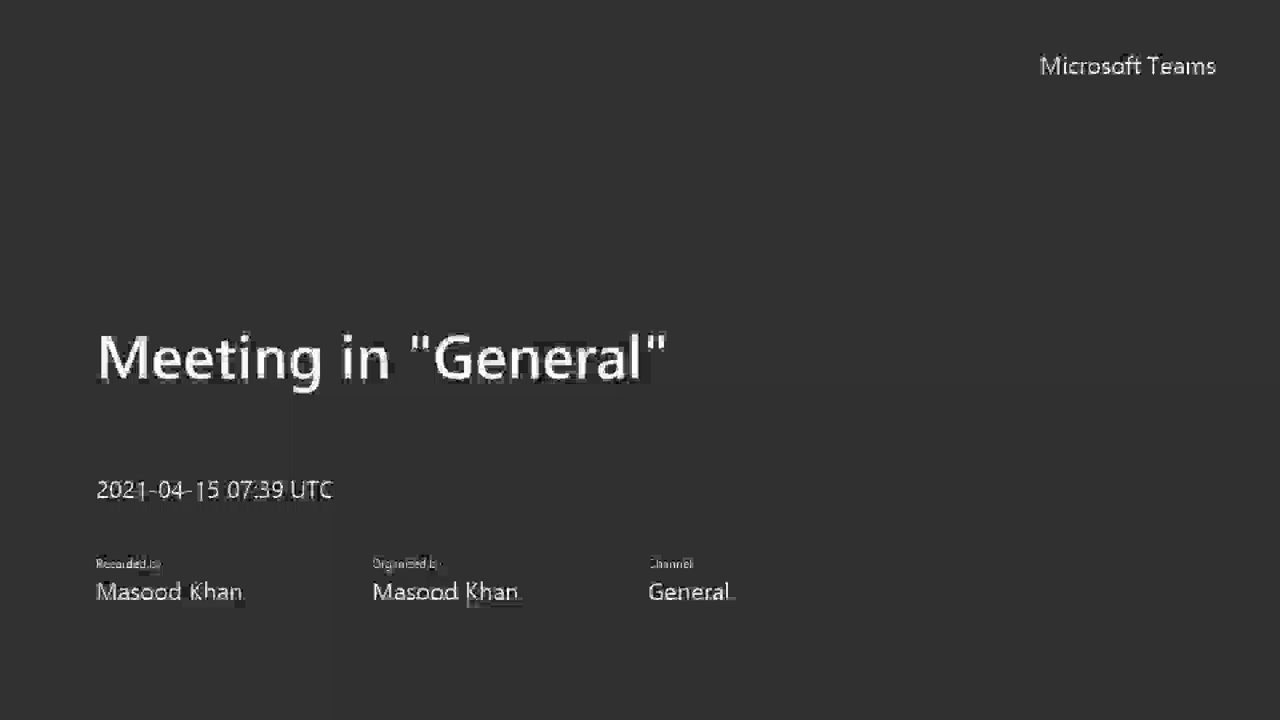 Microsoft Teams
Meeting in "General"
2021-04-15 07:39 UTC
Recorded by Organized by Channel
Masood Khan Masood Khan General